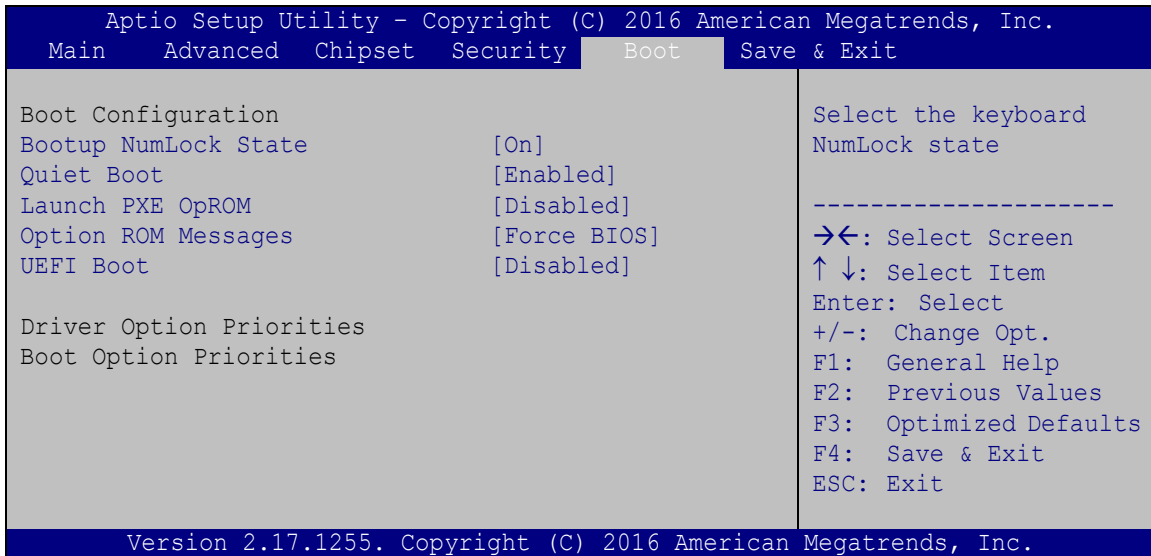 Aptio Setup Utility – Copyright (C) 2016 American Megatrends, Inc.
Main Advanced Chipset Security Boot Save & Exit
Boot Configuration
Bootup NumLock State [On]
Quiet Boot [Enabled]
Launch PXE OpROM [Disabled]
Option ROM Messages [Force BIOS]
UEFI Boot [Disabled]
Driver Option Priorities
Boot Option Priorities
Select the keyboard
NumLock state
---------------------
→←: Select Screen
↑ ↓: Select Item
Enter: Select
+/-: Change Opt.
F1: General Help
F2: Previous Values
F3: Optimized Defaults
F4: Save & Exit
ESC: Exit
Version 2.17.1255. Copyright (C) 2016 American Megatrends, Inc.